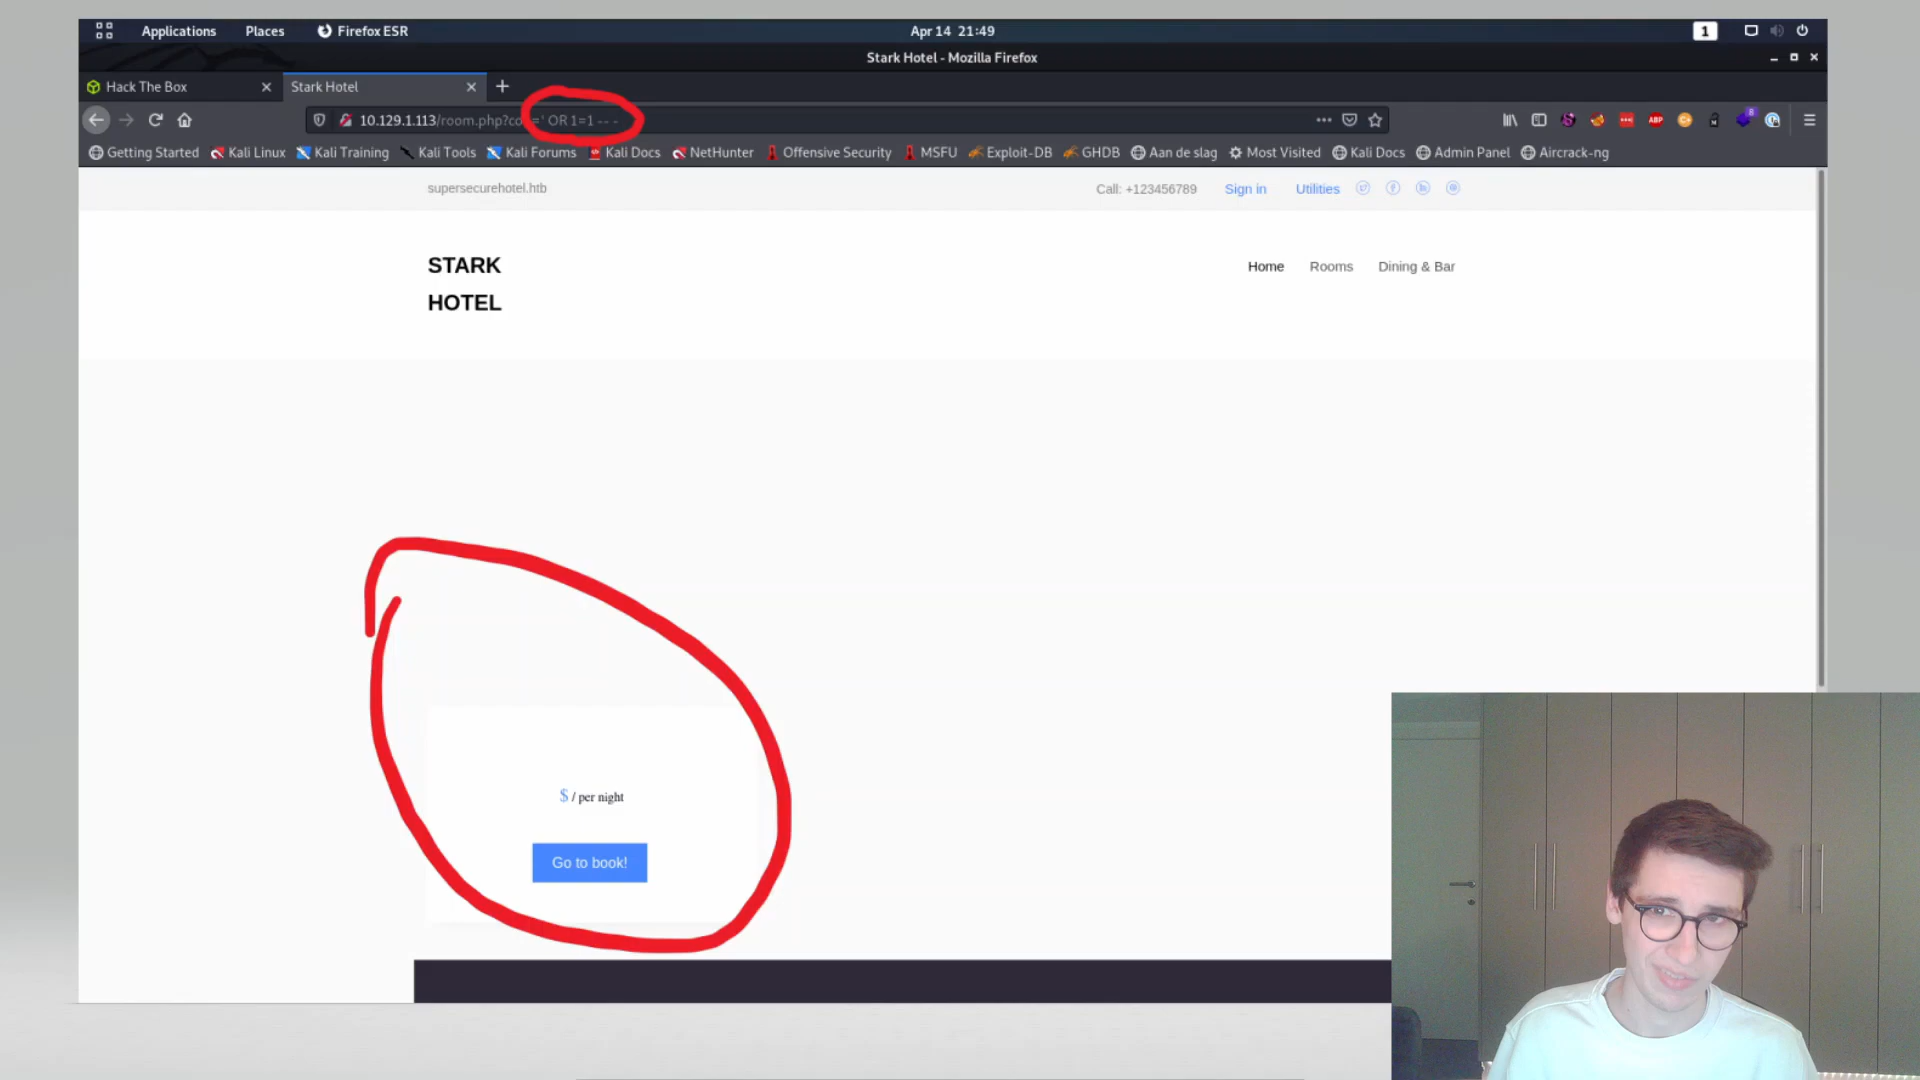 Applications Places Firefox ESR Apr 14 21:49 1
Stark Hotel - Mozilla Firefox
Hack The Box Stark Hotel
10.129.1.113/room.php?co =' OR 1=1 -- - ABP 8
Getting Started Kali Linux Kali Training Kali Tools Kali Forums Kali Docs NetHunter Offensive Security MSFU Exploit-DB GHDB Aan de slag Most Visited Kali Docs Admin Panel Aircrack-ng
supersecurehotel.htb Call: +123456789 Sign in Utilities
STARK
HOTEL
Home Rooms Dining & Bar
$ / per night
Go to book!